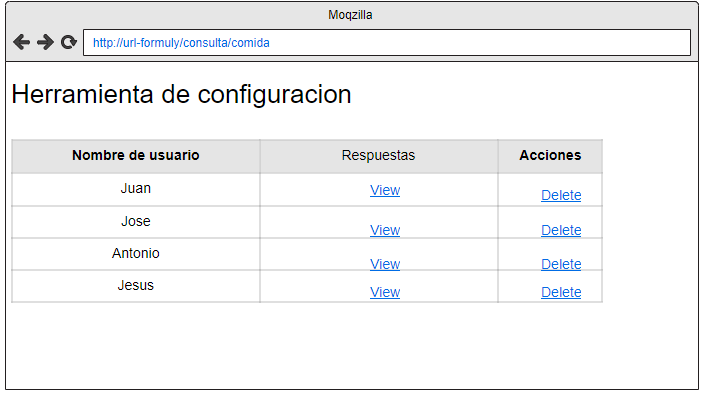 Moqzilla
http://url-formuly/consulta/comida
Herramienta de configuracion
Nombre de usuario Respuestas Acciones
Juan View Delete
Jose View Delete
Antonio View Delete
Jesus View Delete